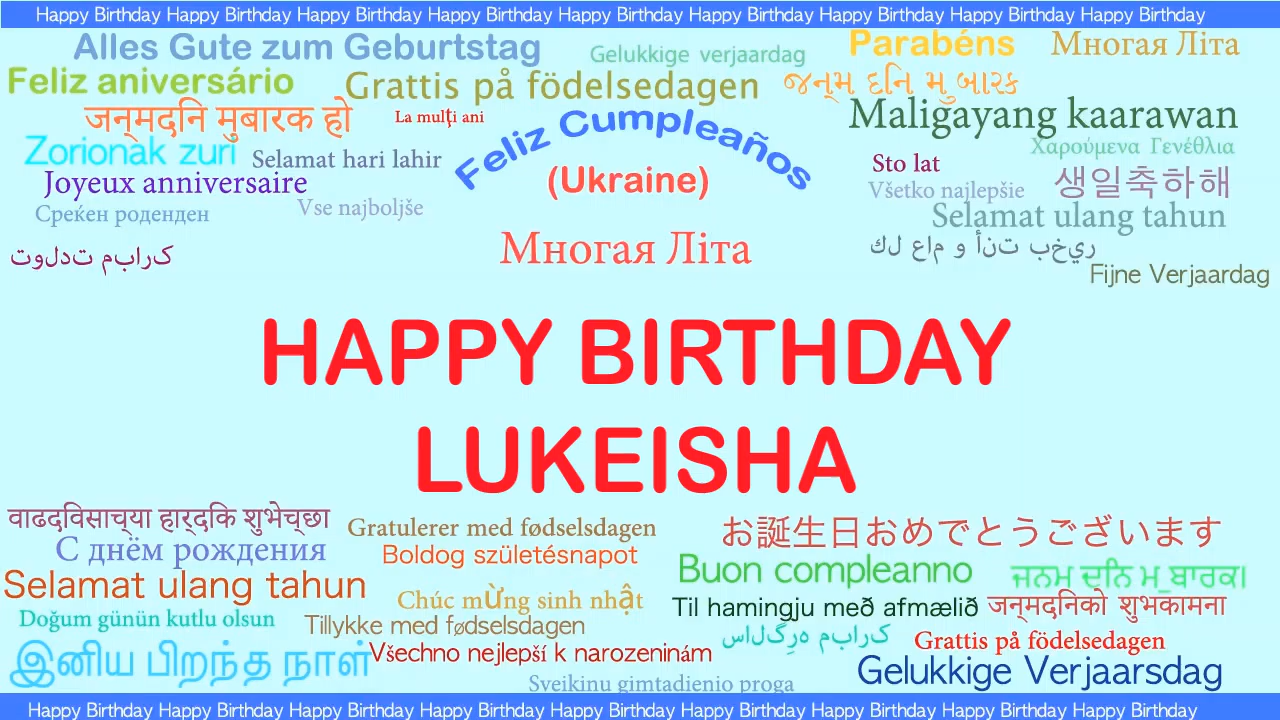 Happy Birthday Happy Birthday Happy Birthday Happy Birthday Happy Birthday Happy Birthday Happy Birthday Happy Birthday Happy Birthday
Alles Gute zum Geburtstag
Gelukkige verjaardag
Parabéns
Многая Літа
Feliz aniversário
Grattis på födelsedagen
જન્મ દિન મુબારક
जन्मदिन मुबारक हो
La mulţi ani
Feliz Cumpleaños
Maligayang kaarawan
Zorionak zuri
Selamat hari lahir
Χαρούμενα Γενέθλια
Sto lat
(Ukraine)
Joyeux anniversaire
Všetko najlepšie
생일축하해
Среќен роденден
Vse najboljše
Selamat ulang tahun
Многая Літа
تولدت مبارک
كل عام و أنت بخير
Fijne Verjaardag
HAPPY BIRTHDAY
LUKEISHA
वाढदिवसाच्या हार्दिक शुभेच्छा
Gratulerer med fødselsdagen
お誕生日おめでとうございます
С днём рождения
Boldog születésnapot
Buon compleanno
ਜਨਮ ਦਿਨ ਮੁਬਾਰਕ।
Selamat ulang tahun
Chúc mừng sinh nhật
Til hamingju með afmælið
जन्मदिनको शुभकामना
Doğum günün kutlu olsun
Tillykke med fødselsdagen
سالگرہ مبارک
Grattis på födelsedagen
இனிய பிறந்த நாள்
Všechno nejlepší k narozeninám
Gelukkige Verjaarsdag
Sveikinu gimtadienio proga
Happy Birthday Happy Birthday Happy Birthday Happy Birthday Happy Birthday Happy Birthday Happy Birthday Happy Birthday Happy Birthday